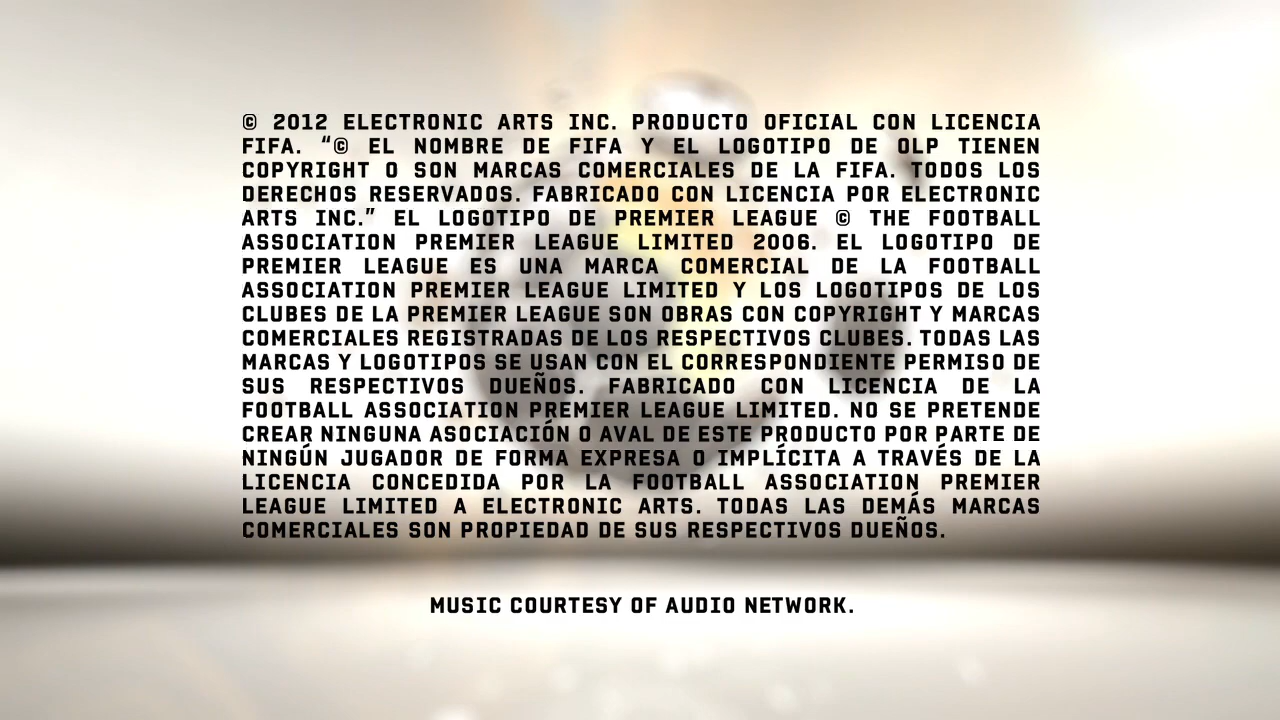 © 2012 ELECTRONIC ARTS INC. PRODUCTO OFICIAL CON LICENCIA
FIFA. “© EL NOMBRE DE FIFA Y EL LOGOTIPO DE OLP TIENEN
COPYRIGHT O SON MARCAS COMERCIALES DE LA FIFA. TODOS LOS
DERECHOS RESERVADOS. FABRICADO CON LICENCIA POR ELECTRONIC
ARTS INC.” EL LOGOTIPO DE PREMIER LEAGUE © THE FOOTBALL
ASSOCIATION PREMIER LEAGUE LIMITED 2006. EL LOGOTIPO DE
PREMIER LEAGUE ES UNA MARCA COMERCIAL DE LA FOOTBALL
ASSOCIATION PREMIER LEAGUE LIMITED Y LOS LOGOTIPOS DE LOS
CLUBES DE LA PREMIER LEAGUE SON OBRAS CON COPYRIGHT Y MARCAS
COMERCIALES REGISTRADAS DE LOS RESPECTIVOS CLUBES. TODAS LAS
MARCAS Y LOGOTIPOS SE USAN CON EL CORRESPONDIENTE PERMISO DE
SUS RESPECTIVOS DUEÑOS. FABRICADO CON LICENCIA DE LA
FOOTBALL ASSOCIATION PREMIER LEAGUE LIMITED. NO SE PRETENDE
CREAR NINGUNA ASOCIACIÓN O AVAL DE ESTE PRODUCTO POR PARTE DE
NINGÚN JUGADOR DE FORMA EXPRESA O IMPLÍCITA A TRAVÉS DE LA
LICENCIA CONCEDIDA POR LA FOOTBALL ASSOCIATION PREMIER
LEAGUE LIMITED A ELECTRONIC ARTS. TODAS LAS DEMÁS MARCAS
COMERCIALES SON PROPIEDAD DE SUS RESPECTIVOS DUEÑOS.
MUSIC COURTESY OF AUDIO NETWORK.